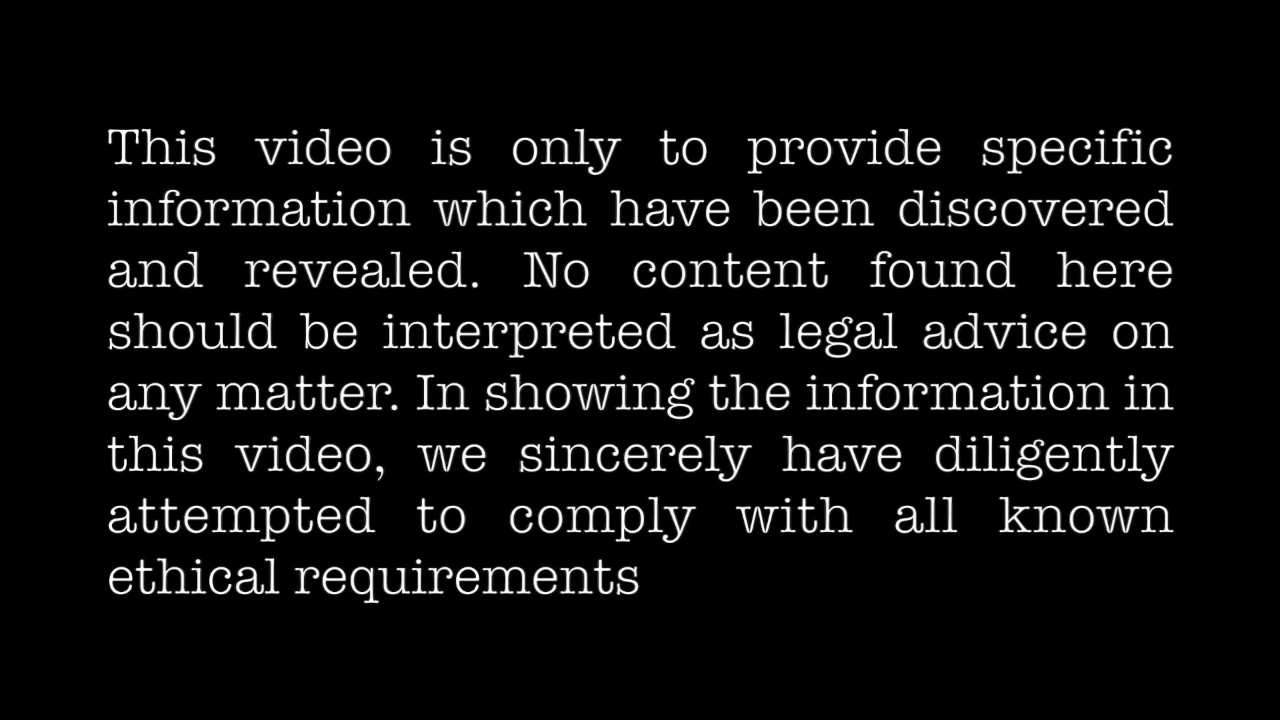 This video is only to provide specific
information which have been discovered
and revealed. No content found here
should be interpreted as legal advice on
any matter. In showing the information in
this video, we sincerely have diligently
attempted to comply with all known
ethical requirements